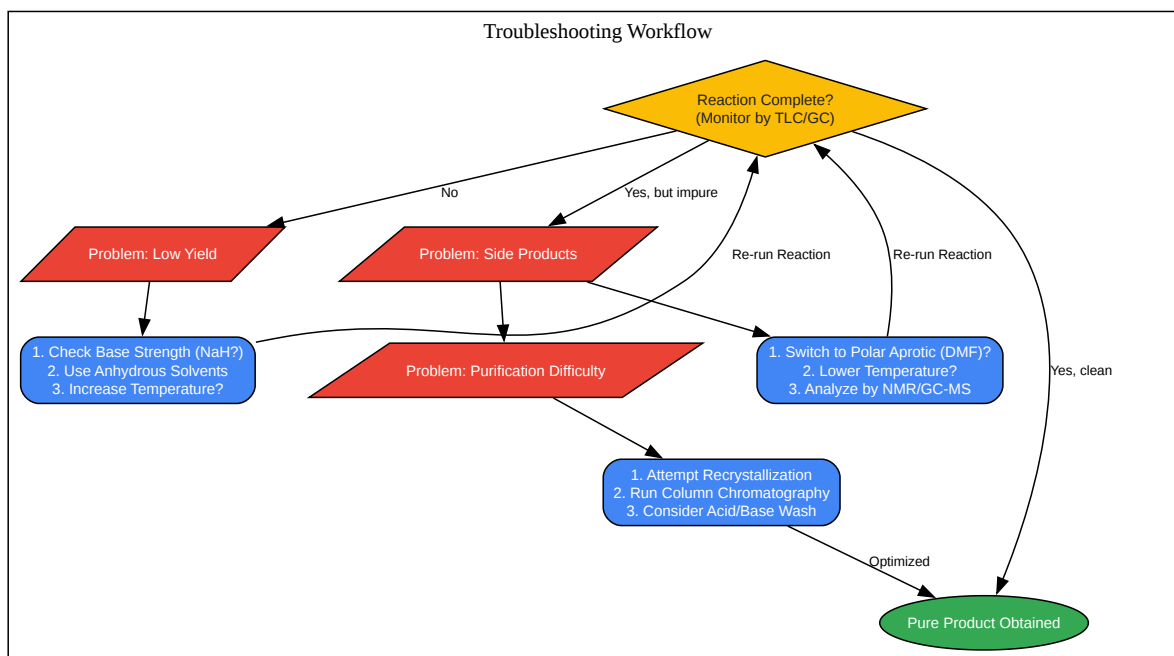 Troubleshooting Workflow
Reaction Complete?
(Monitor by TLC/GC)
No
Yes, but impure
Problem: Low Yield
Problem: Side Products
Re-run Reaction
Re-run Reaction
1. Check Base Strength (NaH?)
2. Use Anhydrous Solvents
3. Increase Temperature?
Problem: Purification Difficulty
1. Switch to Polar Aprotic (DMF)?
2. Lower Temperature?
3. Analyze by NMR/GC-MS
Yes, clean
1. Attempt Recrystallization
2. Run Column Chromatography
3. Consider Acid/Base Wash
Optimized
Pure Product Obtained